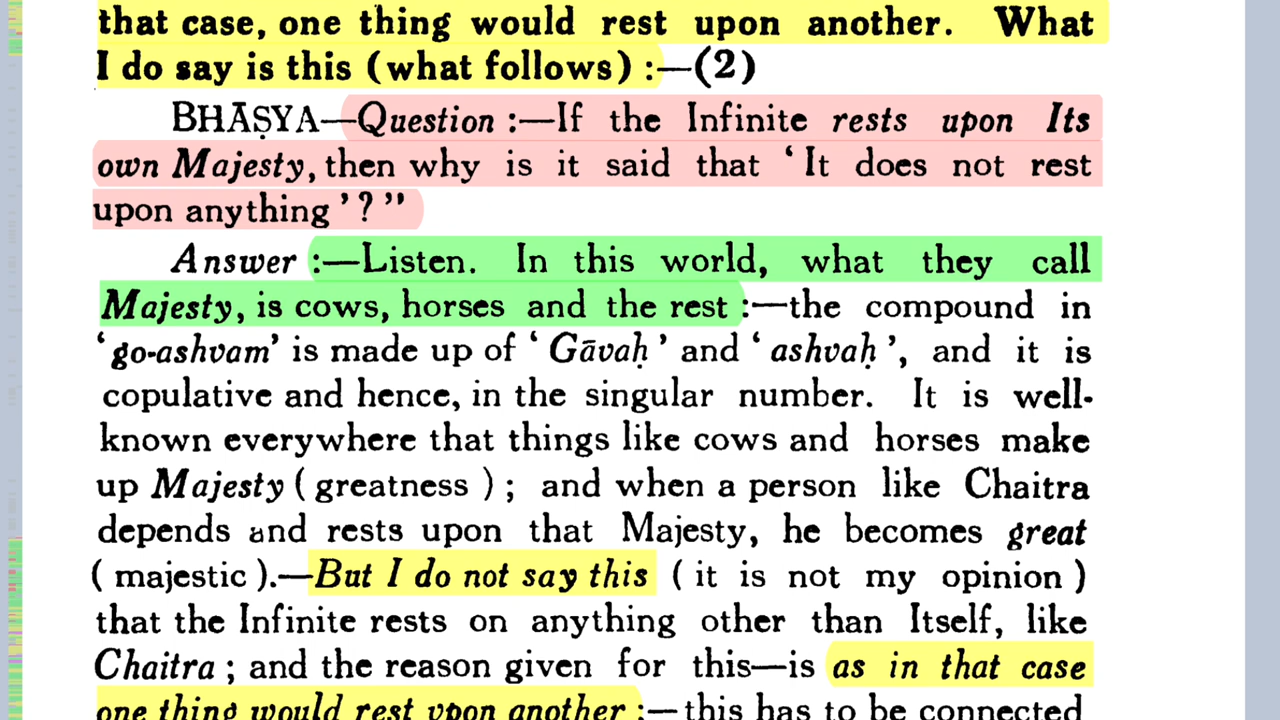 that case, one thing would rest upon another. What
I do say is this (what follows) :—(2)
BHĀṢYA—Question :—If the Infinite rests upon Its
own Majesty, then why is it said that ‘ It does not rest
upon anything ’ ? ”
Answer :—Listen. In this world, what they call
Majesty, is cows, horses and the rest :—the compound in
‘go-ashvam’ is made up of ‘ Gāvaḥ ’ and ‘ ashvaḥ ’, and it is
copulative and hence, in the singular number. It is well-
known everywhere that things like cows and horses make
up Majesty ( greatness ) ; and when a person like Chaitra
depends and rests upon that Majesty, he becomes great
( majestic ).—But I do not say this ( it is not my opinion )
that the Infinite rests on anything other than Itself, like
Chaitra ; and the reason given for this—is as in that case
one thing would rest upon another :—this has to be connected